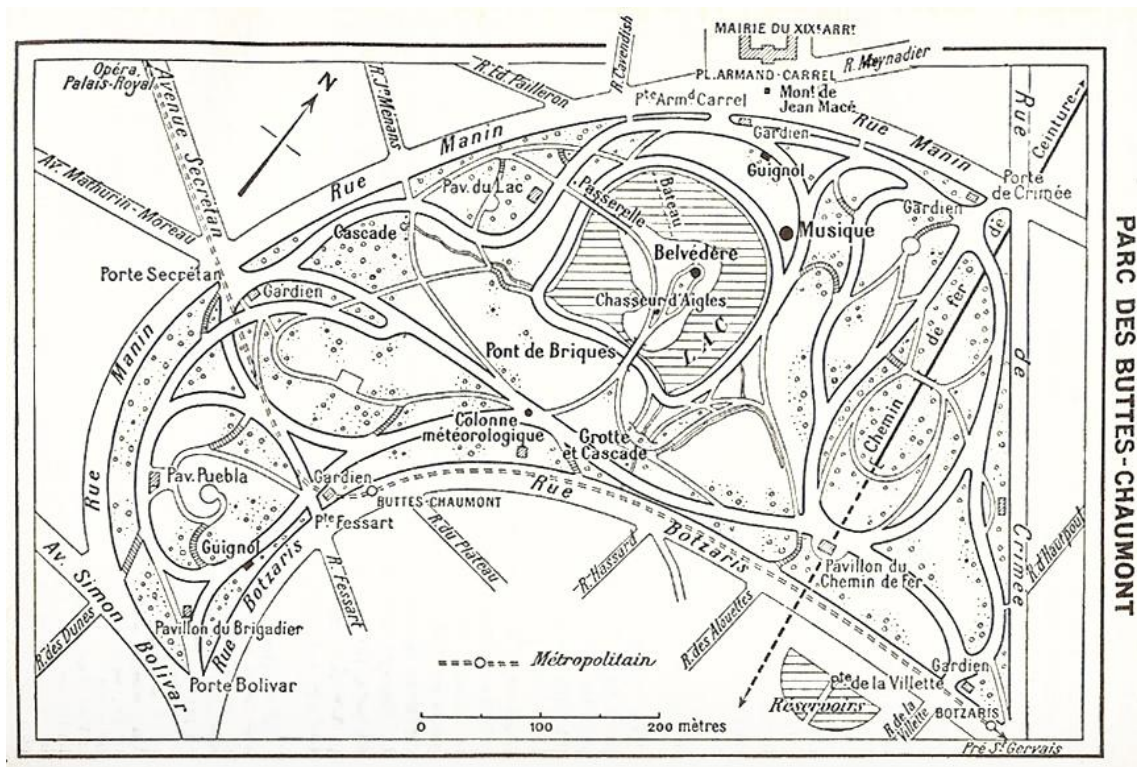 MAIRIE DU XIXe ARRt
R. Cavendish
R. Meynadier
Opéra,
Palais-Royal
Avenue Secrétan
R. Jn Ménans
R. Ed. Pailleron
PL. ARMAND-CARREL
Mont de
Jean Macé
Pte Armd Carrel
Gardien
Rue Manin
Rue de Crimée
Ceinture
N
Rue Manin
Guignol
Porte
de Crimée
Av. Mathurin-Moreau
Pav. du Lac
Passerelle
Bateau
Gardien
Cascade
Musique
Belvédère
Porte Secrétan
Gardien
Chasseur d'Aigles
LAC
Chemin de fer
Pont de Briques
Rue Manin
Colonne
météorologique
Grotte
et Cascade
Pav. Puebla
Gardien
BUTTES-CHAUMONT
Pte Fessart
Rue Botzaris
Guignol
R. du Plateau
R. Hassard
R. Fessart
Pavillon du
Chemin de Fer
R. d'Hautpoul
Av. Simon Bolivar
R. des Dunes
Pavillon du Brigadier
Rue Botzaris
R. des Alouettes
Métropolitain
Porte Bolivar
Gardien
Pte de la Villette
Reservoirs
R. de la
Villette
BOTZARIS
Pré St Gervais
0 100 200 mètres
PARC DES BUTTES-CHAUMONT